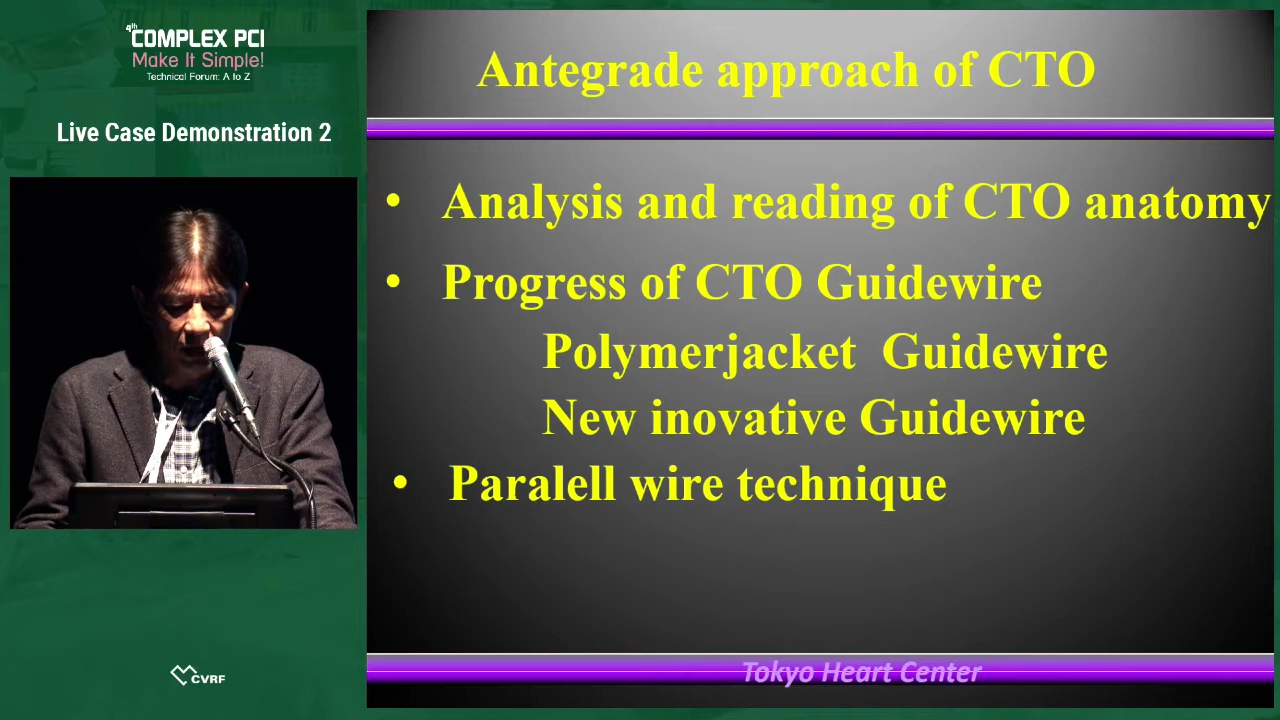 4th
COMPLEX PCI
Make It Simple!
Technical Forum: A to Z
Live Case Demonstration 2
CVRF
Antegrade approach of CTO
• Analysis and reading of CTO anatomy
• Progress of CTO Guidewire
Polymerjacket Guidewire
New inovative Guidewire
• Paralell wire technique
Tokyo Heart Center